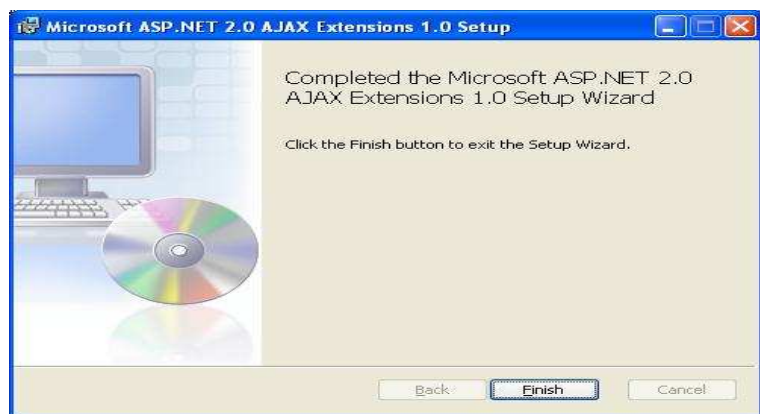 Microsoft ASP.NET 2.0 AJAX Extensions 1.0 Setup
Completed the Microsoft ASP.NET 2.0
AJAX Extensions 1.0 Setup Wizard
Click the Finish button to exit the Setup Wizard.
Back
Finish
Cancel